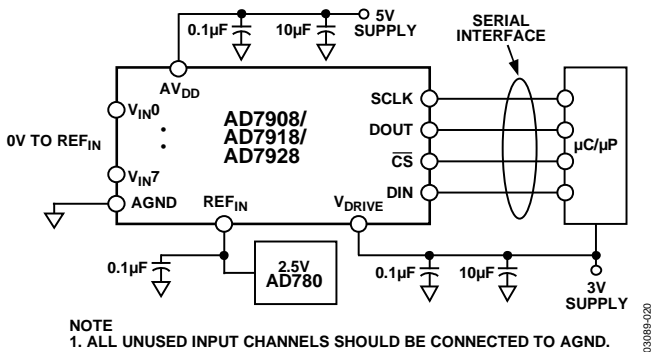 0.1µF
10µF
5V
SUPPLY
SERIAL
INTERFACE
AVDD
VIN0
0V TO REFIN
VIN7
AGND
AD7908/
AD7918/
AD7928
SCLK
DOUT
CS
DIN
µC/µP
REFIN
VDRIVE
0.1µF
2.5V
AD780
0.1µF
10µF
3V
SUPPLY
NOTE
1. ALL UNUSED INPUT CHANNELS SHOULD BE CONNECTED TO AGND.
03089-020